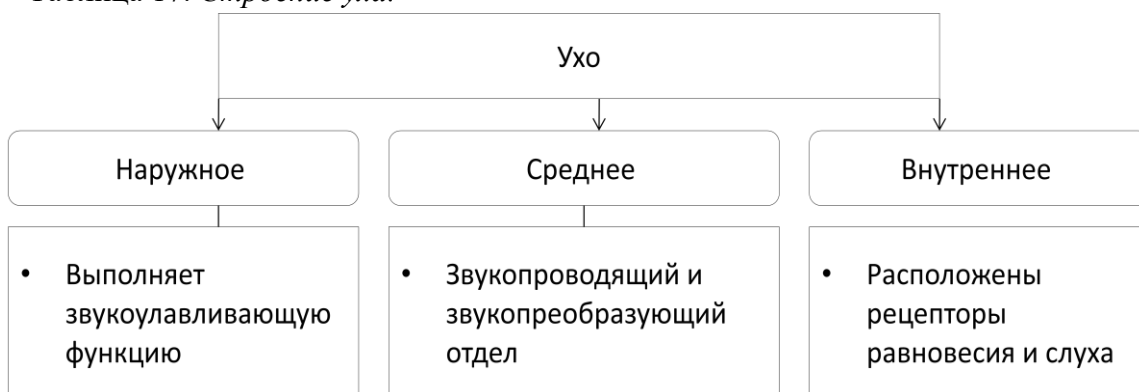 Ухо
Наружное
Среднее
Внутреннее
• Выполняет
звукоулавливающую
функцию
• Звукопроводящий и
звукопреобразующий
отдел
• Расположены
рецепторы
равновесия и слуха